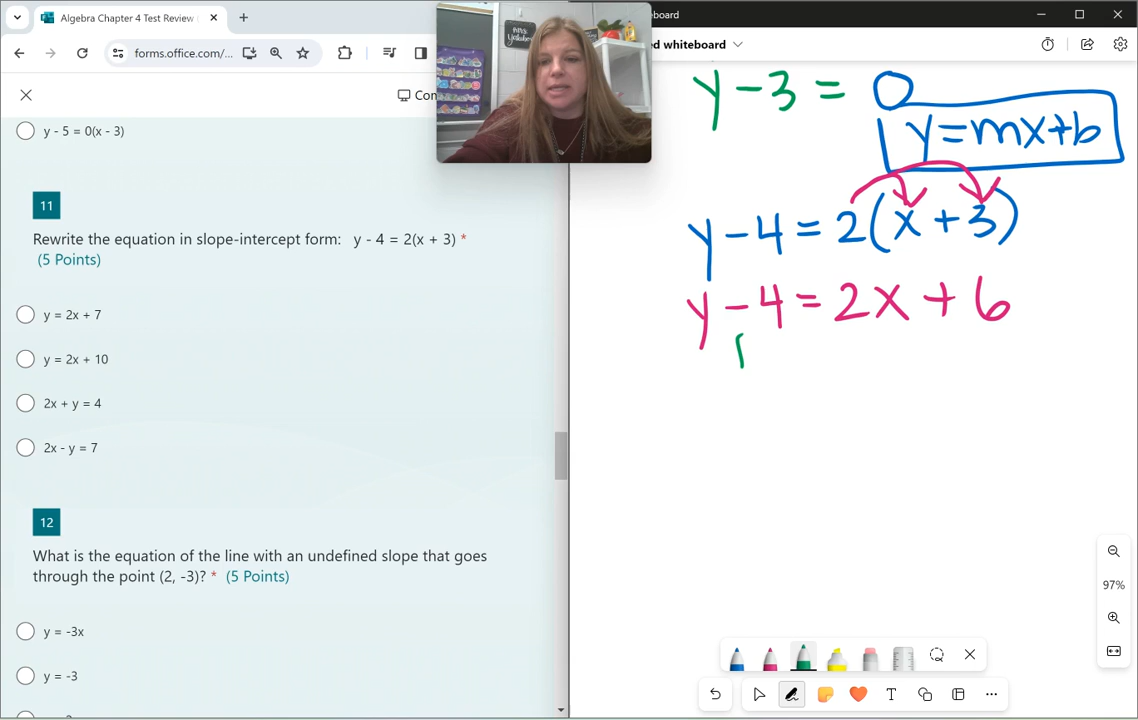 Algebra Chapter 4 Test Review
forms.office.com/...
y - 5 = 0(x - 3)
11
Rewrite the equation in slope-intercept form: y - 4 = 2(x + 3) *
(5 Points)
y = 2x + 7
y = 2x + 10
2x + y = 4
2x - y = 7
12
What is the equation of the line with an undefined slope that goes
through the point (2, -3)? * (5 Points)
y = -3x
y = -3
y - 3 = 0
y = mx + b
y - 4 = 2(x + 3)
y - 4 = 2x + 6
97%
T